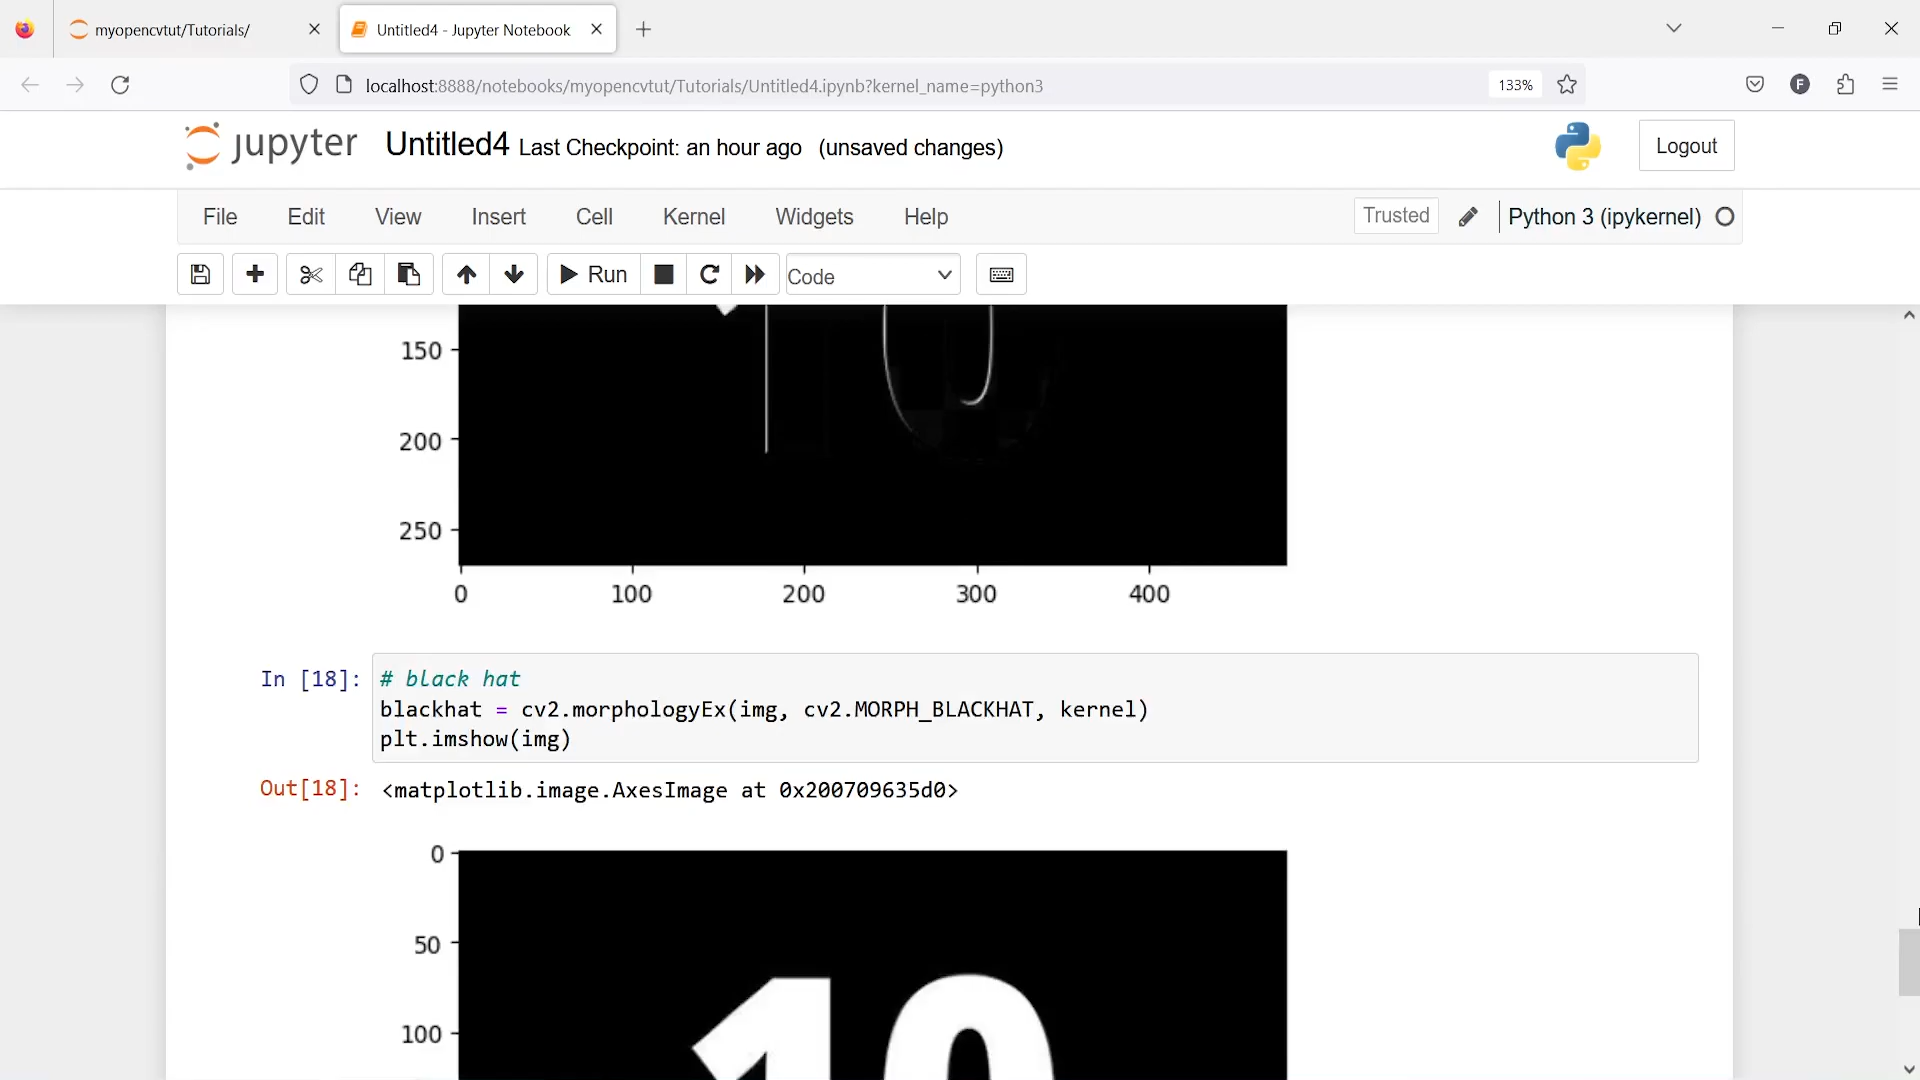 myopencvtut/Tutorials/
Untitled4 - Jupyter Notebook
localhost:8888/notebooks/myopencvtut/Tutorials/Untitled4.ipynb?kernel_name=python3
133%
F
jupyter Untitled4 Last Checkpoint: an hour ago (unsaved changes)
Logout
File Edit View Insert Cell Kernel Widgets Help
Trusted
Python 3 (ipykernel)
Run
Code
150
200
250
0 100 200 300 400
In [18]: # black hat
blackhat = cv2.morphologyEx(img, cv2.MORPH_BLACKHAT, kernel)
plt.imshow(img)
Out[18]: <matplotlib.image.AxesImage at 0x200709635d0>
0
50
100
10